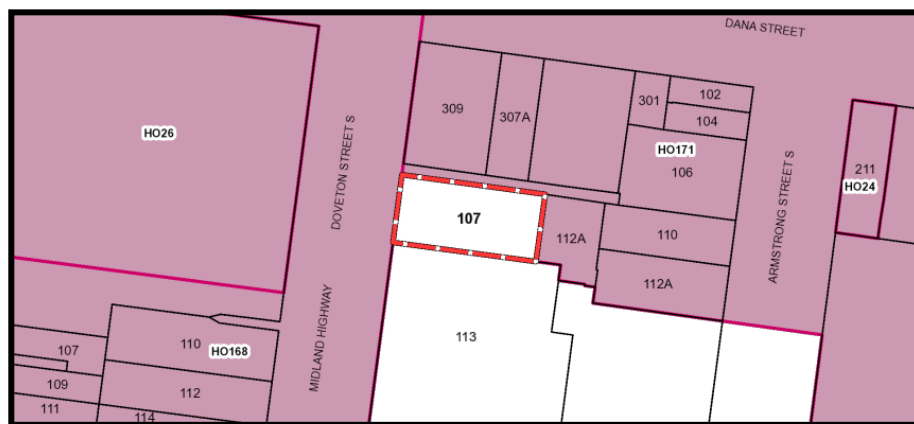 DANA STREET
102
301
309
307A
104
HO26
DOVETON STREET S
HO171
106
211
HO24
ARMSTRONG STREET S
107
112A
110
112A
MIDLAND HIGHWAY
113
107
110
HO168
109
112
111
114